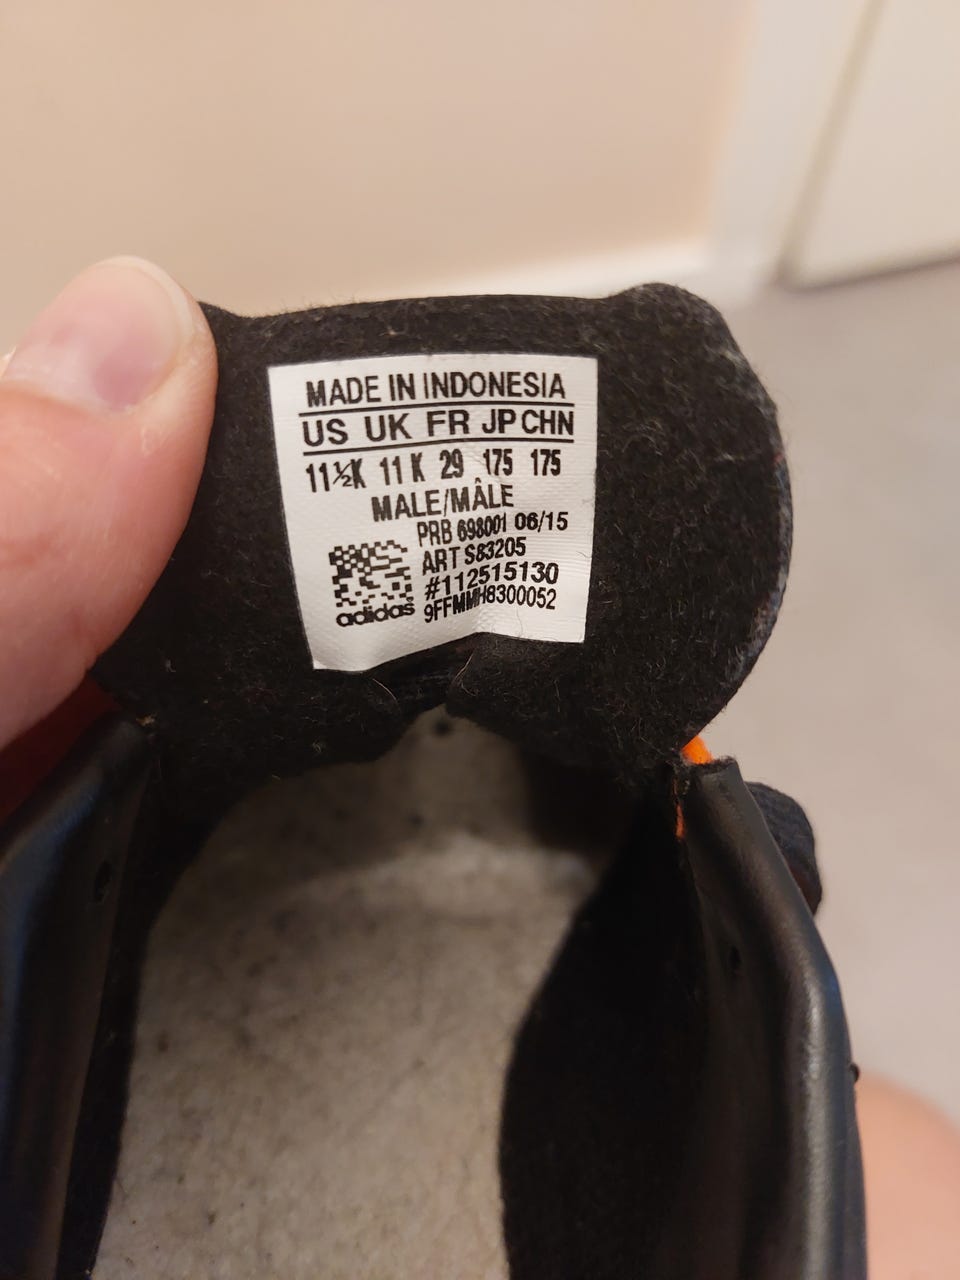 MADE IN INDONESIA
US UK FR JP CHN
11½K 11 K 29 175 175
MALE/MÂLE
PRB 698001 06/15
ART S83205
#112515130
9FFMMH8300052
adidas